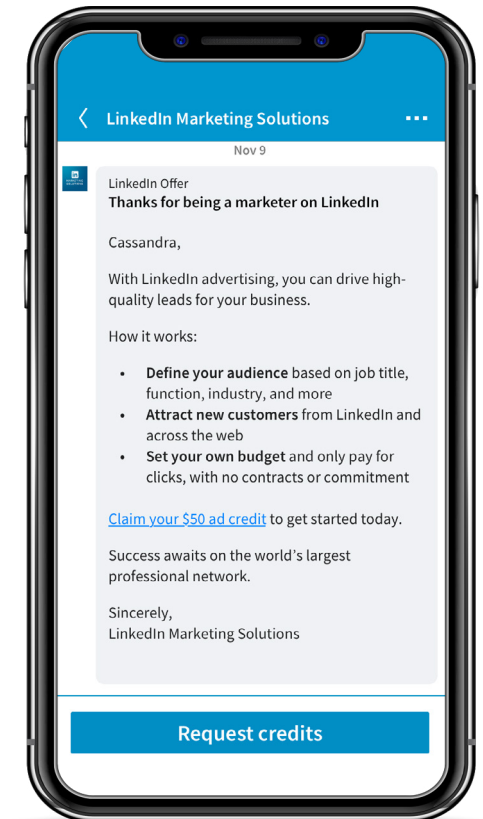 LinkedIn Marketing Solutions
Nov 9
in
LinkedIn Offer
Thanks for being a marketer on LinkedIn
Cassandra,
With LinkedIn advertising, you can drive high-
quality leads for your business.
How it works:
• Define your audience based on job title,
function, industry, and more
• Attract new customers from LinkedIn and
across the web
• Set your own budget and only pay for
clicks, with no contracts or commitment
Claim your $50 ad credit to get started today.
Success awaits on the world's largest
professional network.
Sincerely,
LinkedIn Marketing Solutions
Request credits